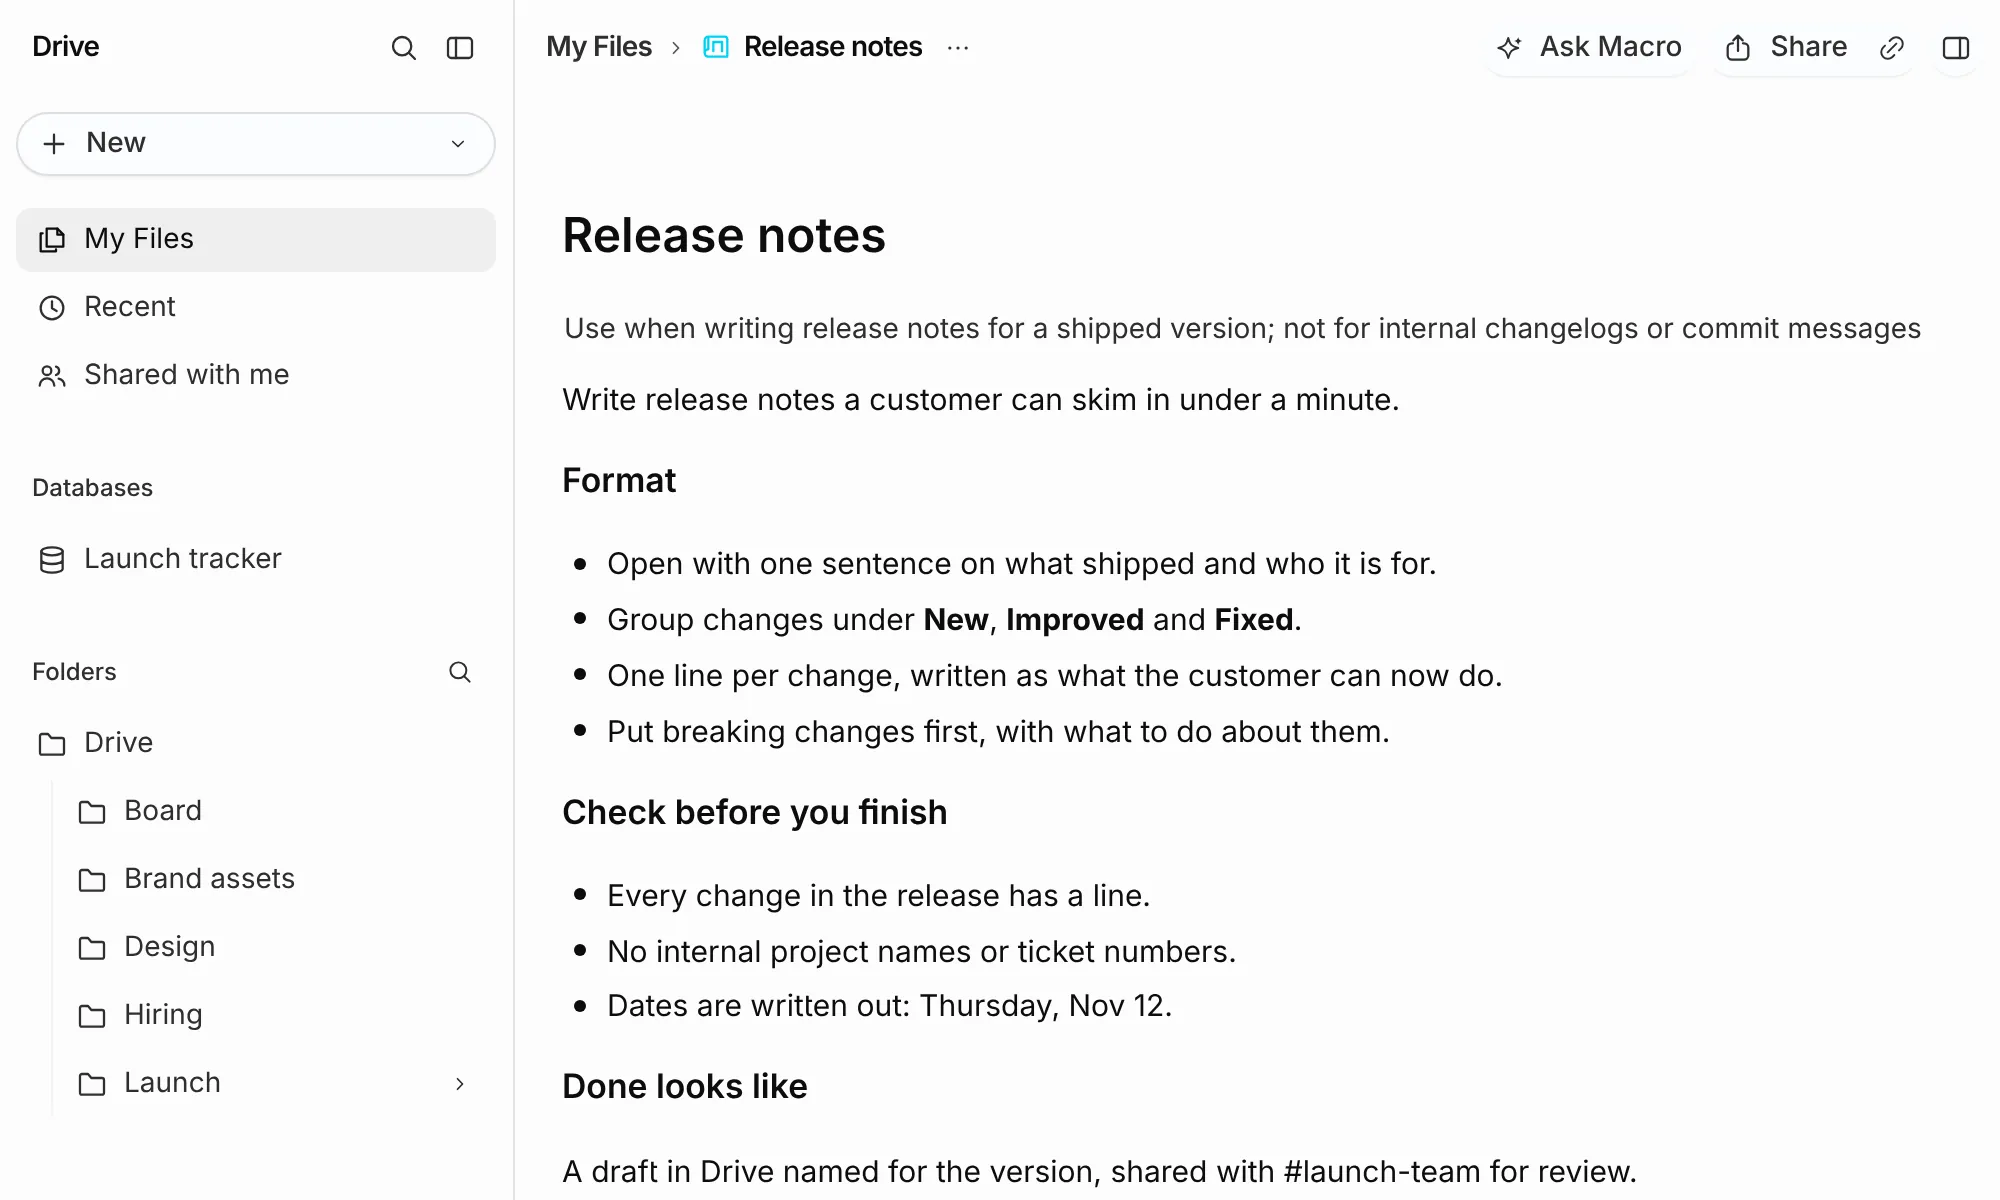 Drive
New
My Files
Recent
Shared with me
Databases
Launch tracker
Folders
Drive
Board
Brand assets
Design
Hiring
Launch
My Files › Release notes ···
Ask Macro
Share
Release notes
Use when writing release notes for a shipped version; not for internal changelogs or commit messages
Write release notes a customer can skim in under a minute.
Format
• Open with one sentence on what shipped and who it is for.
• Group changes under New, Improved and Fixed.
• One line per change, written as what the customer can now do.
• Put breaking changes first, with what to do about them.
Check before you finish
• Every change in the release has a line.
• No internal project names or ticket numbers.
• Dates are written out: Thursday, Nov 12.
Done looks like
A draft in Drive named for the version, shared with #launch-team for review.